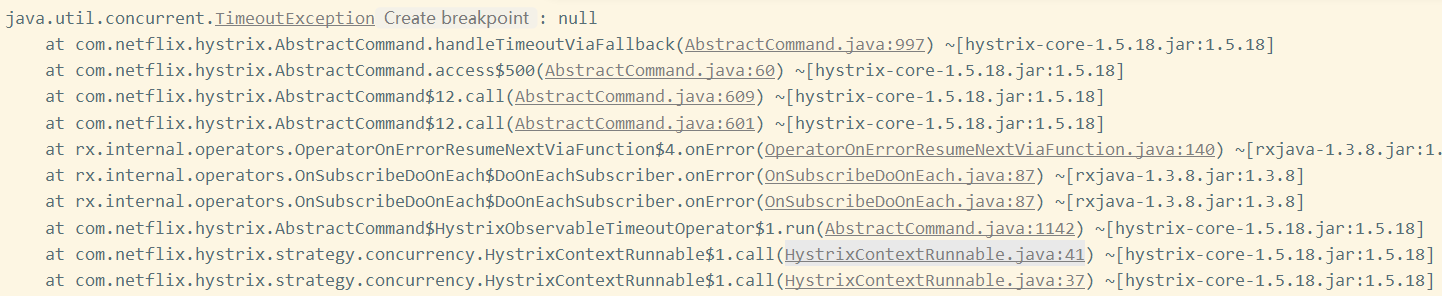 java.util.concurrent.TimeoutException Create breakpoint : null
at com.netflix.hystrix.AbstractCommand.handleTimeoutViaFallback(AbstractCommand.java:997) ~[hystrix-core-1.5.18.jar:1.5.18]
at com.netflix.hystrix.AbstractCommand.access$500(AbstractCommand.java:60) ~[hystrix-core-1.5.18.jar:1.5.18]
at com.netflix.hystrix.AbstractCommand$12.call(AbstractCommand.java:609) ~[hystrix-core-1.5.18.jar:1.5.18]
at com.netflix.hystrix.AbstractCommand$12.call(AbstractCommand.java:601) ~[hystrix-core-1.5.18.jar:1.5.18]
at rx.internal.operators.OperatorOnErrorResumeNextViaFunction$4.onError(OperatorOnErrorResumeNextViaFunction.java:140) ~[rxjava-1.3.8.jar:1.
at rx.internal.operators.OnSubscribeDoOnEach$DoOnEachSubscriber.onError(OnSubscribeDoOnEach.java:87) ~[rxjava-1.3.8.jar:1.3.8]
at rx.internal.operators.OnSubscribeDoOnEach$DoOnEachSubscriber.onError(OnSubscribeDoOnEach.java:87) ~[rxjava-1.3.8.jar:1.3.8]
at com.netflix.hystrix.AbstractCommand$HystrixObservableTimeoutOperator$1.run(AbstractCommand.java:1142) ~[hystrix-core-1.5.18.jar:1.5.18]
at com.netflix.hystrix.strategy.concurrency.HystrixContextRunnable$1.call(HystrixContextRunnable.java:41) ~[hystrix-core-1.5.18.jar:1.5.18]
at com.netflix.hystrix.strategy.concurrency.HystrixContextRunnable$1.call(HystrixContextRunnable.java:37) ~[hystrix-core-1.5.18.jar:1.5.18]